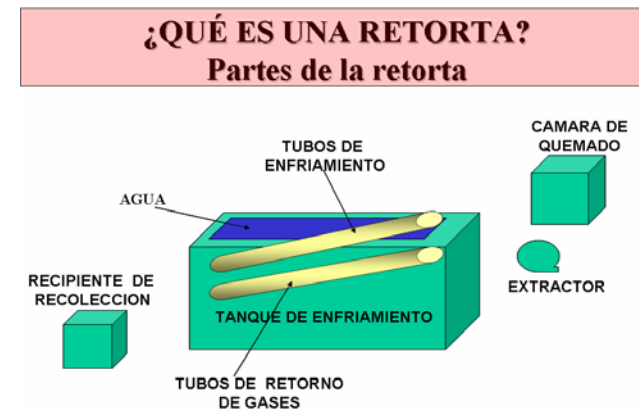 ¿QUÉ ES UNA RETORTA?
Partes de la retorta
CAMARA DE
QUEMADO
TUBOS DE
ENFRIAMIENTO
AGUA
RECIPIENTE DE
RECOLECCION
EXTRACTOR
TANQUE DE ENFRIAMIENTO
TUBOS DE RETORNO
DE GASES